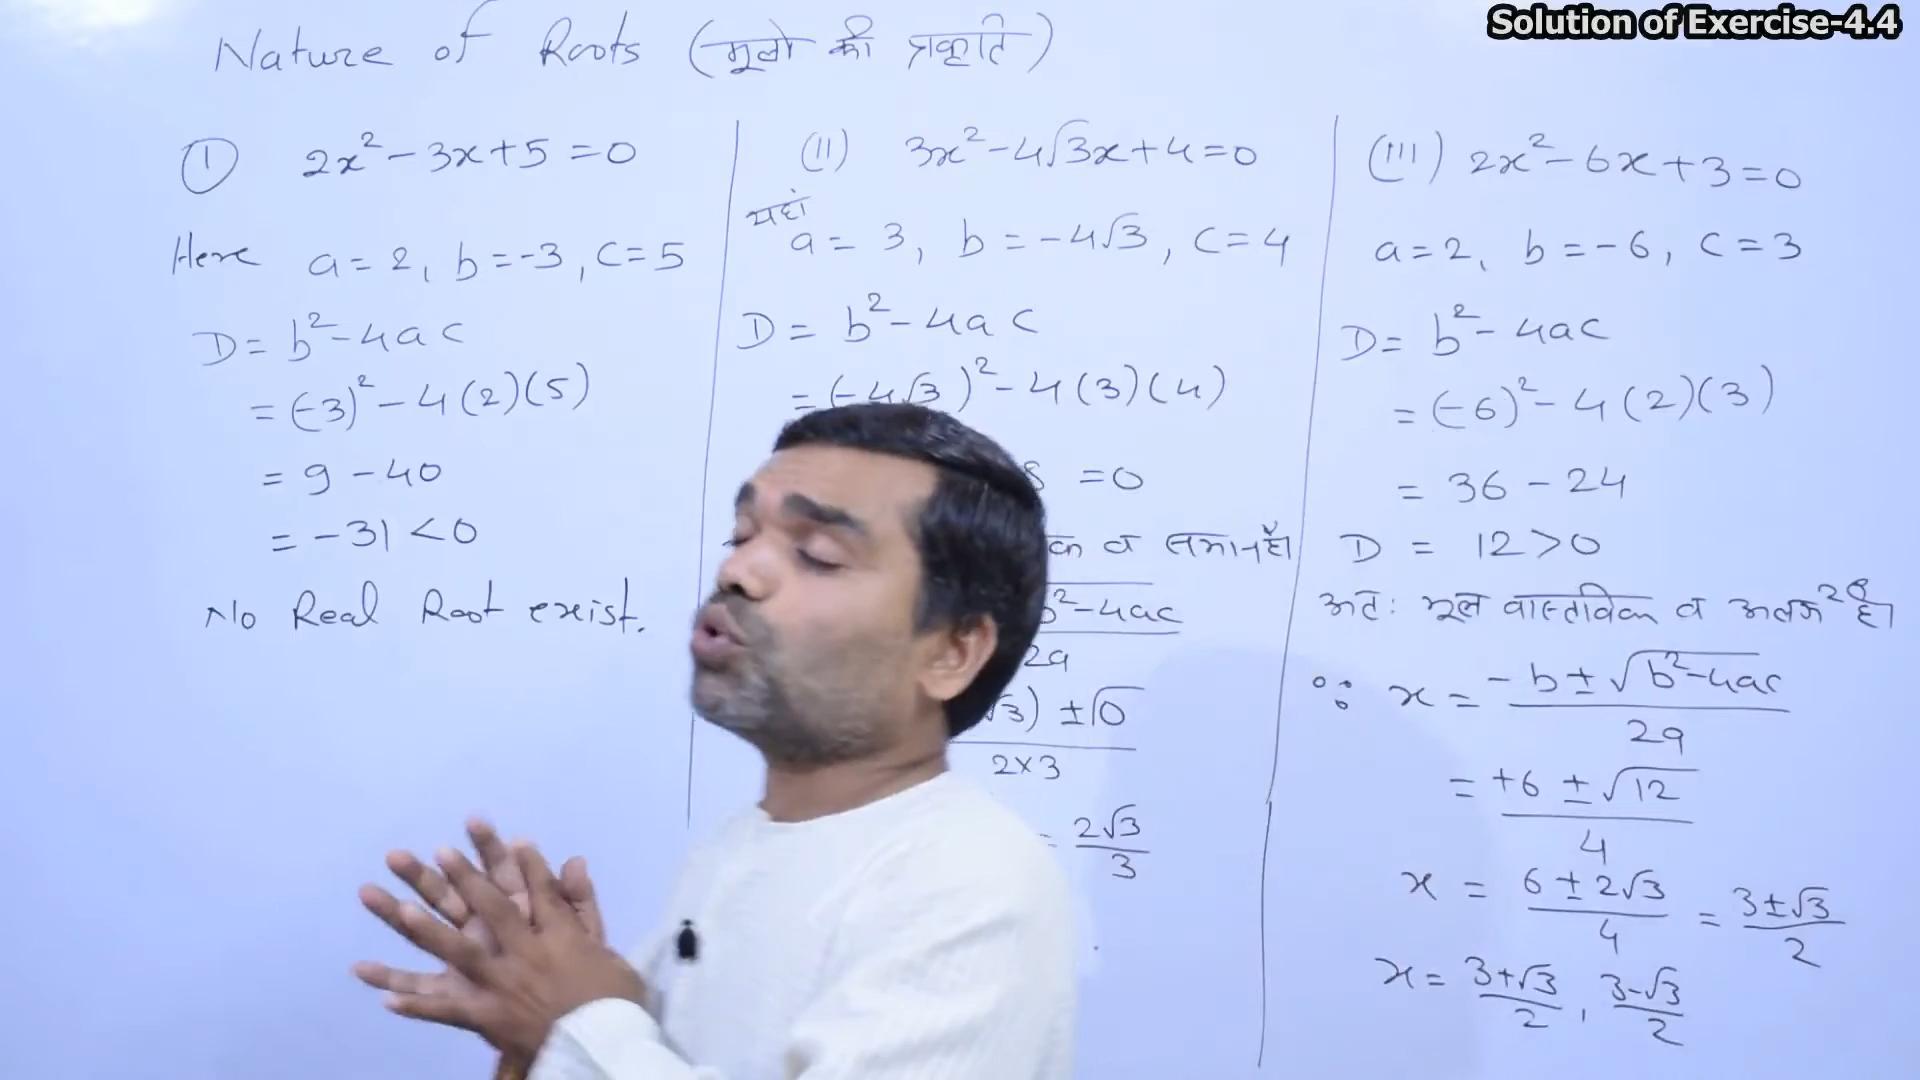 Solution of Exercise-4.4
Nature of Roots (मूलों की प्रकृति)
① 2x² - 3x + 5 = 0
Here a = 2, b = -3, c = 5
D = b² - 4ac
= (-3)² - 4(2)(5)
= 9 - 40
= -31 < 0
No Real Root exist.
(II) 3x² - 4√3x + 4 = 0
यहां
a = 3, b = -4√3, c = 4
D = b² - 4ac
= (-4√3)² - 4(3)(4)
= 0
व समान हैं।
b² - 4ac
2a
√3) ± √0
2×3
= 2√3/3
(III) 2x² - 6x + 3 = 0
a = 2, b = -6, c = 3
D = b² - 4ac
= (-6)² - 4(2)(3)
= 36 - 24
D = 12 > 0
अतः मूल वास्तविक व अलग२ है।
∵ x = (-b ± √(b² - 4ac))/2a
= (+6 ± √12)/4
x = (6 ± 2√3)/4 = (3 ± √3)/2
x = (3+√3)/2, (3-√3)/2